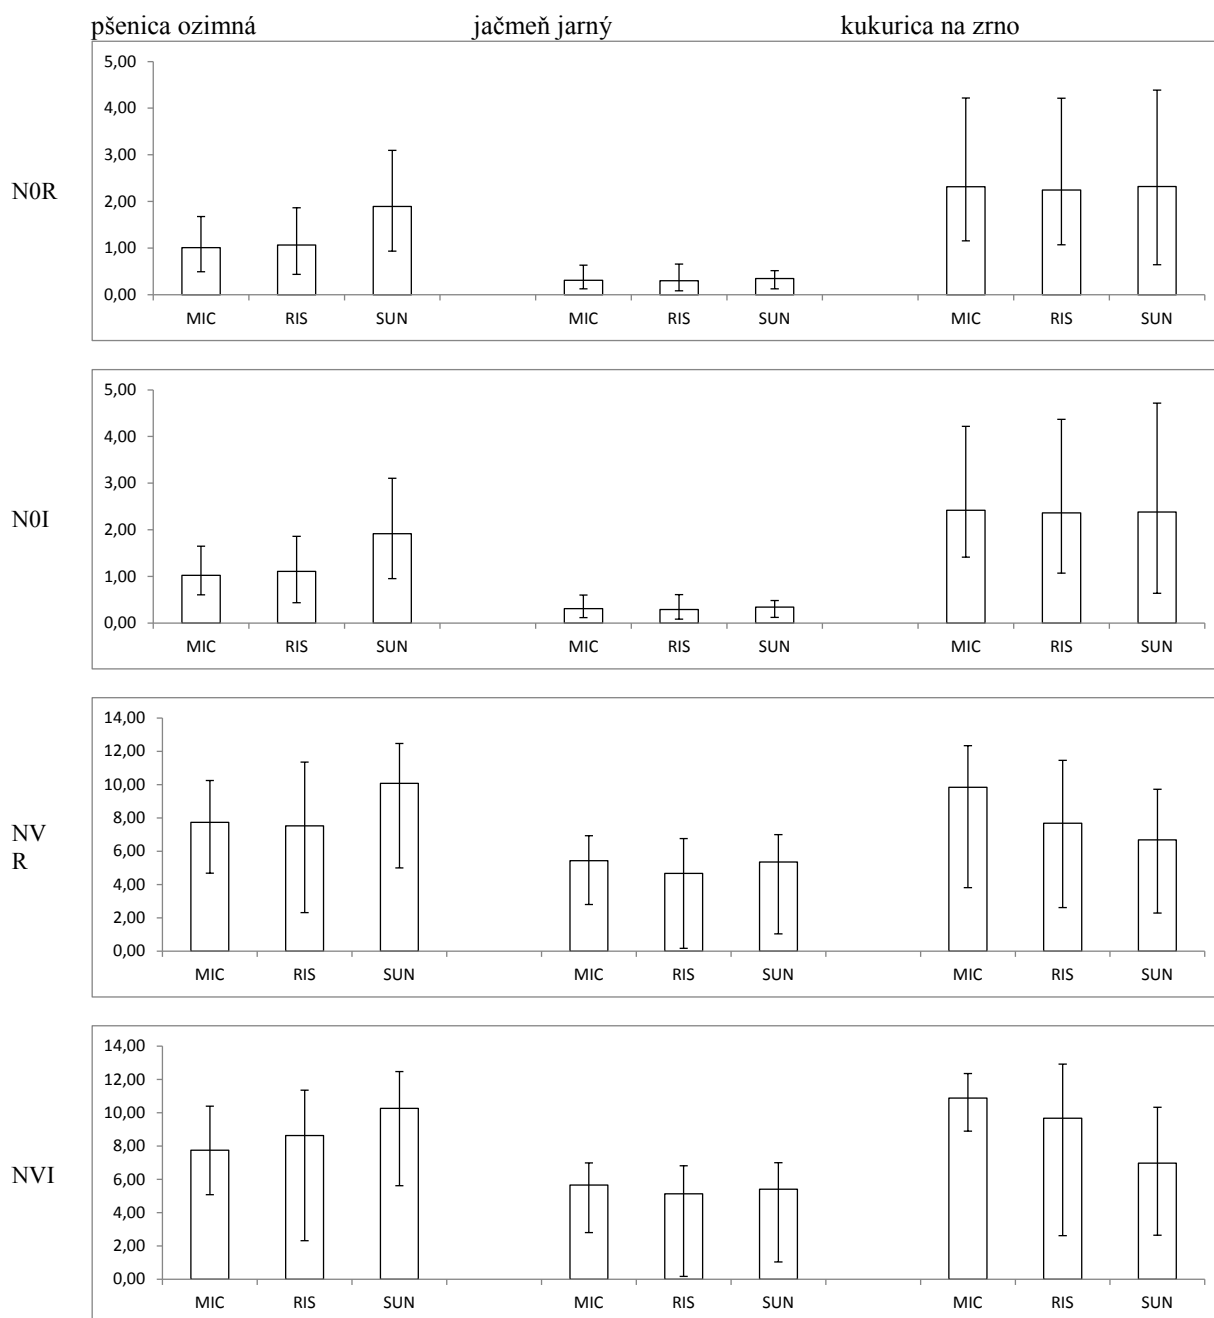 pšenica ozimná jačmeň jarný kukurica na zrno
N0R
5,00
4,00
3,00
2,00
1,00
0,00
MIC RIS SUN MIC RIS SUN MIC RIS SUN
N0I
5,00
4,00
3,00
2,00
1,00
0,00
MIC RIS SUN MIC RIS SUN MIC RIS SUN
NV
R
14,00
12,00
10,00
8,00
6,00
4,00
2,00
0,00
MIC RIS SUN MIC RIS SUN MIC RIS SUN
NVI
14,00
12,00
10,00
8,00
6,00
4,00
2,00
0,00
MIC RIS SUN MIC RIS SUN MIC RIS SUN